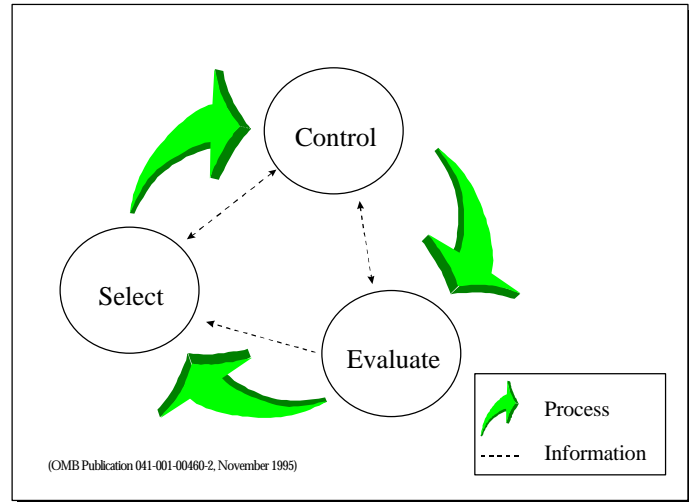 Control
Select
Evaluate
Process
Information
(OMB Publication 041-001-00460-2, November 1995)